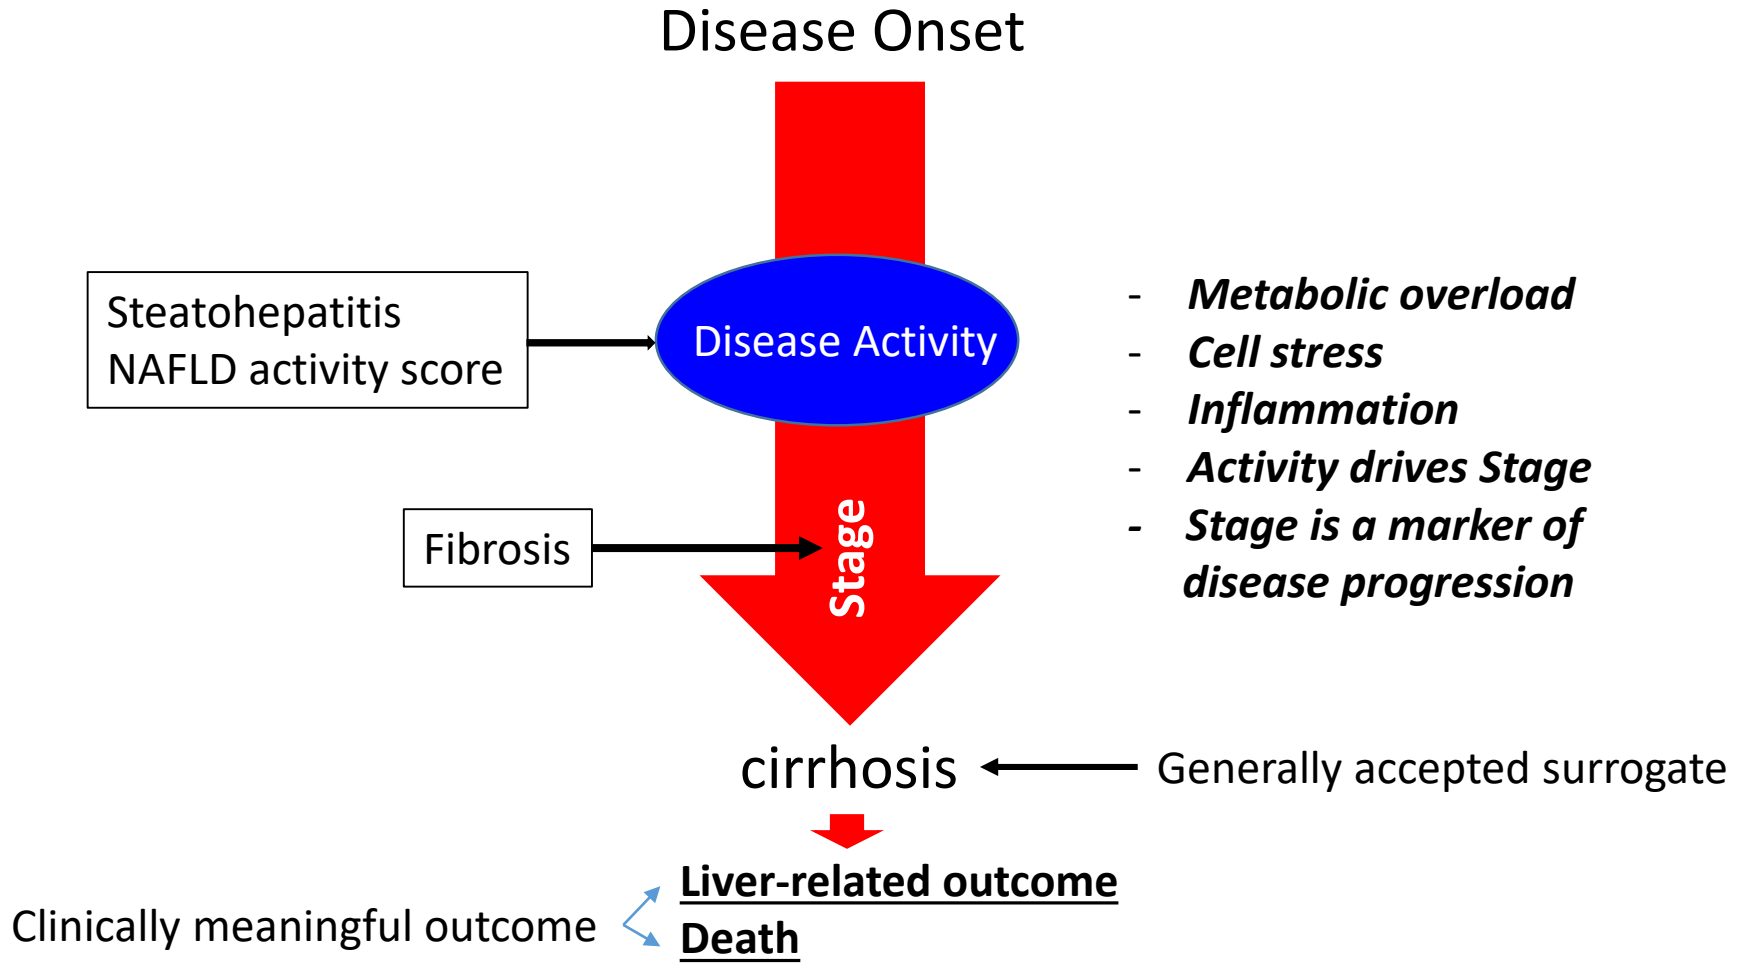 Disease Onset
Steatohepatitis
NAFLD activity score
Disease Activity
- Metabolic overload
- Cell stress
- Inflammation
- Activity drives Stage
- Stage is a marker of
disease progression
Fibrosis
Stage
cirrhosis
Generally accepted surrogate
Clinically meaningful outcome
Liver-related outcome
Death